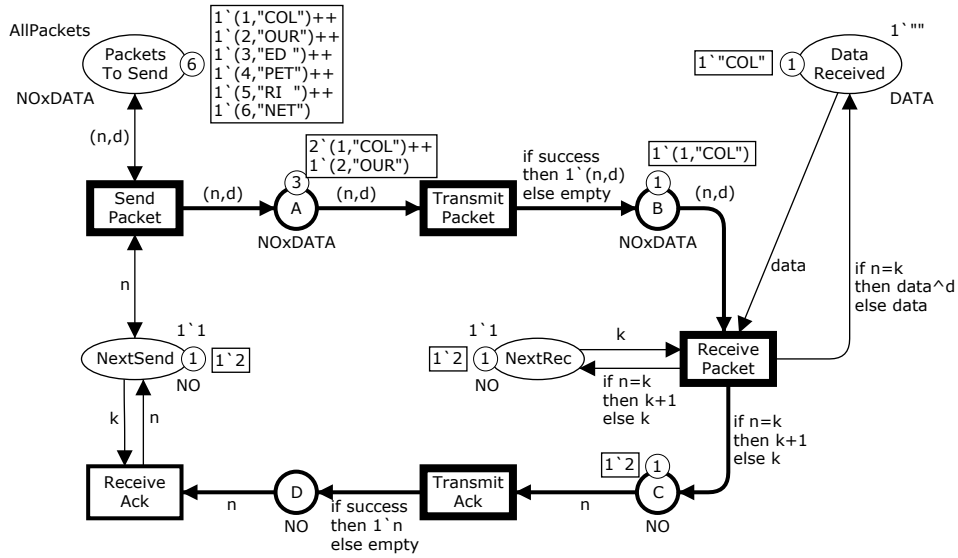 AllPackets
Packets
To Send
6
1`(1,"COL")++
1`(2,"OUR")++
1`(3,"ED ")++
1`(4,"PET")++
1`(5,"RI  ")++
1`(6,"NET")
NOxDATA
1`""
1`"COL"
1
Data
Received
DATA
(n,d)
2`(1,"COL")++
1`(2,"OUR")
3
A
NOxDATA
Send
Packet
(n,d)
(n,d)
Transmit
Packet
if success
then 1`(n,d)
else empty
1`(1,"COL")
1
B
NOxDATA
(n,d)
data
if n=k
then data^d
else data
n
1`1
NextSend
1
1`2
NO
1`1
1`2
1
NextRec
NO
k
if n=k
then k+1
else k
Receive
Packet
if n=k
then k+1
else k
k
n
Receive
Ack
n
D
NO
if success
then 1`n
else empty
Transmit
Ack
n
1`2
1
C
NO